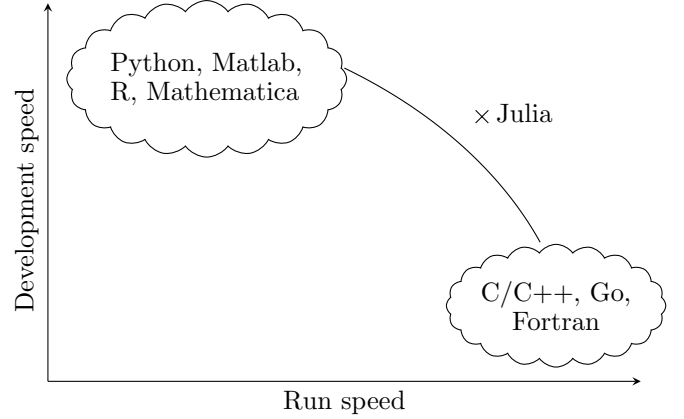 Python, Matlab,
R, Mathematica
× Julia
Development speed
C/C++, Go,
Fortran
Run speed